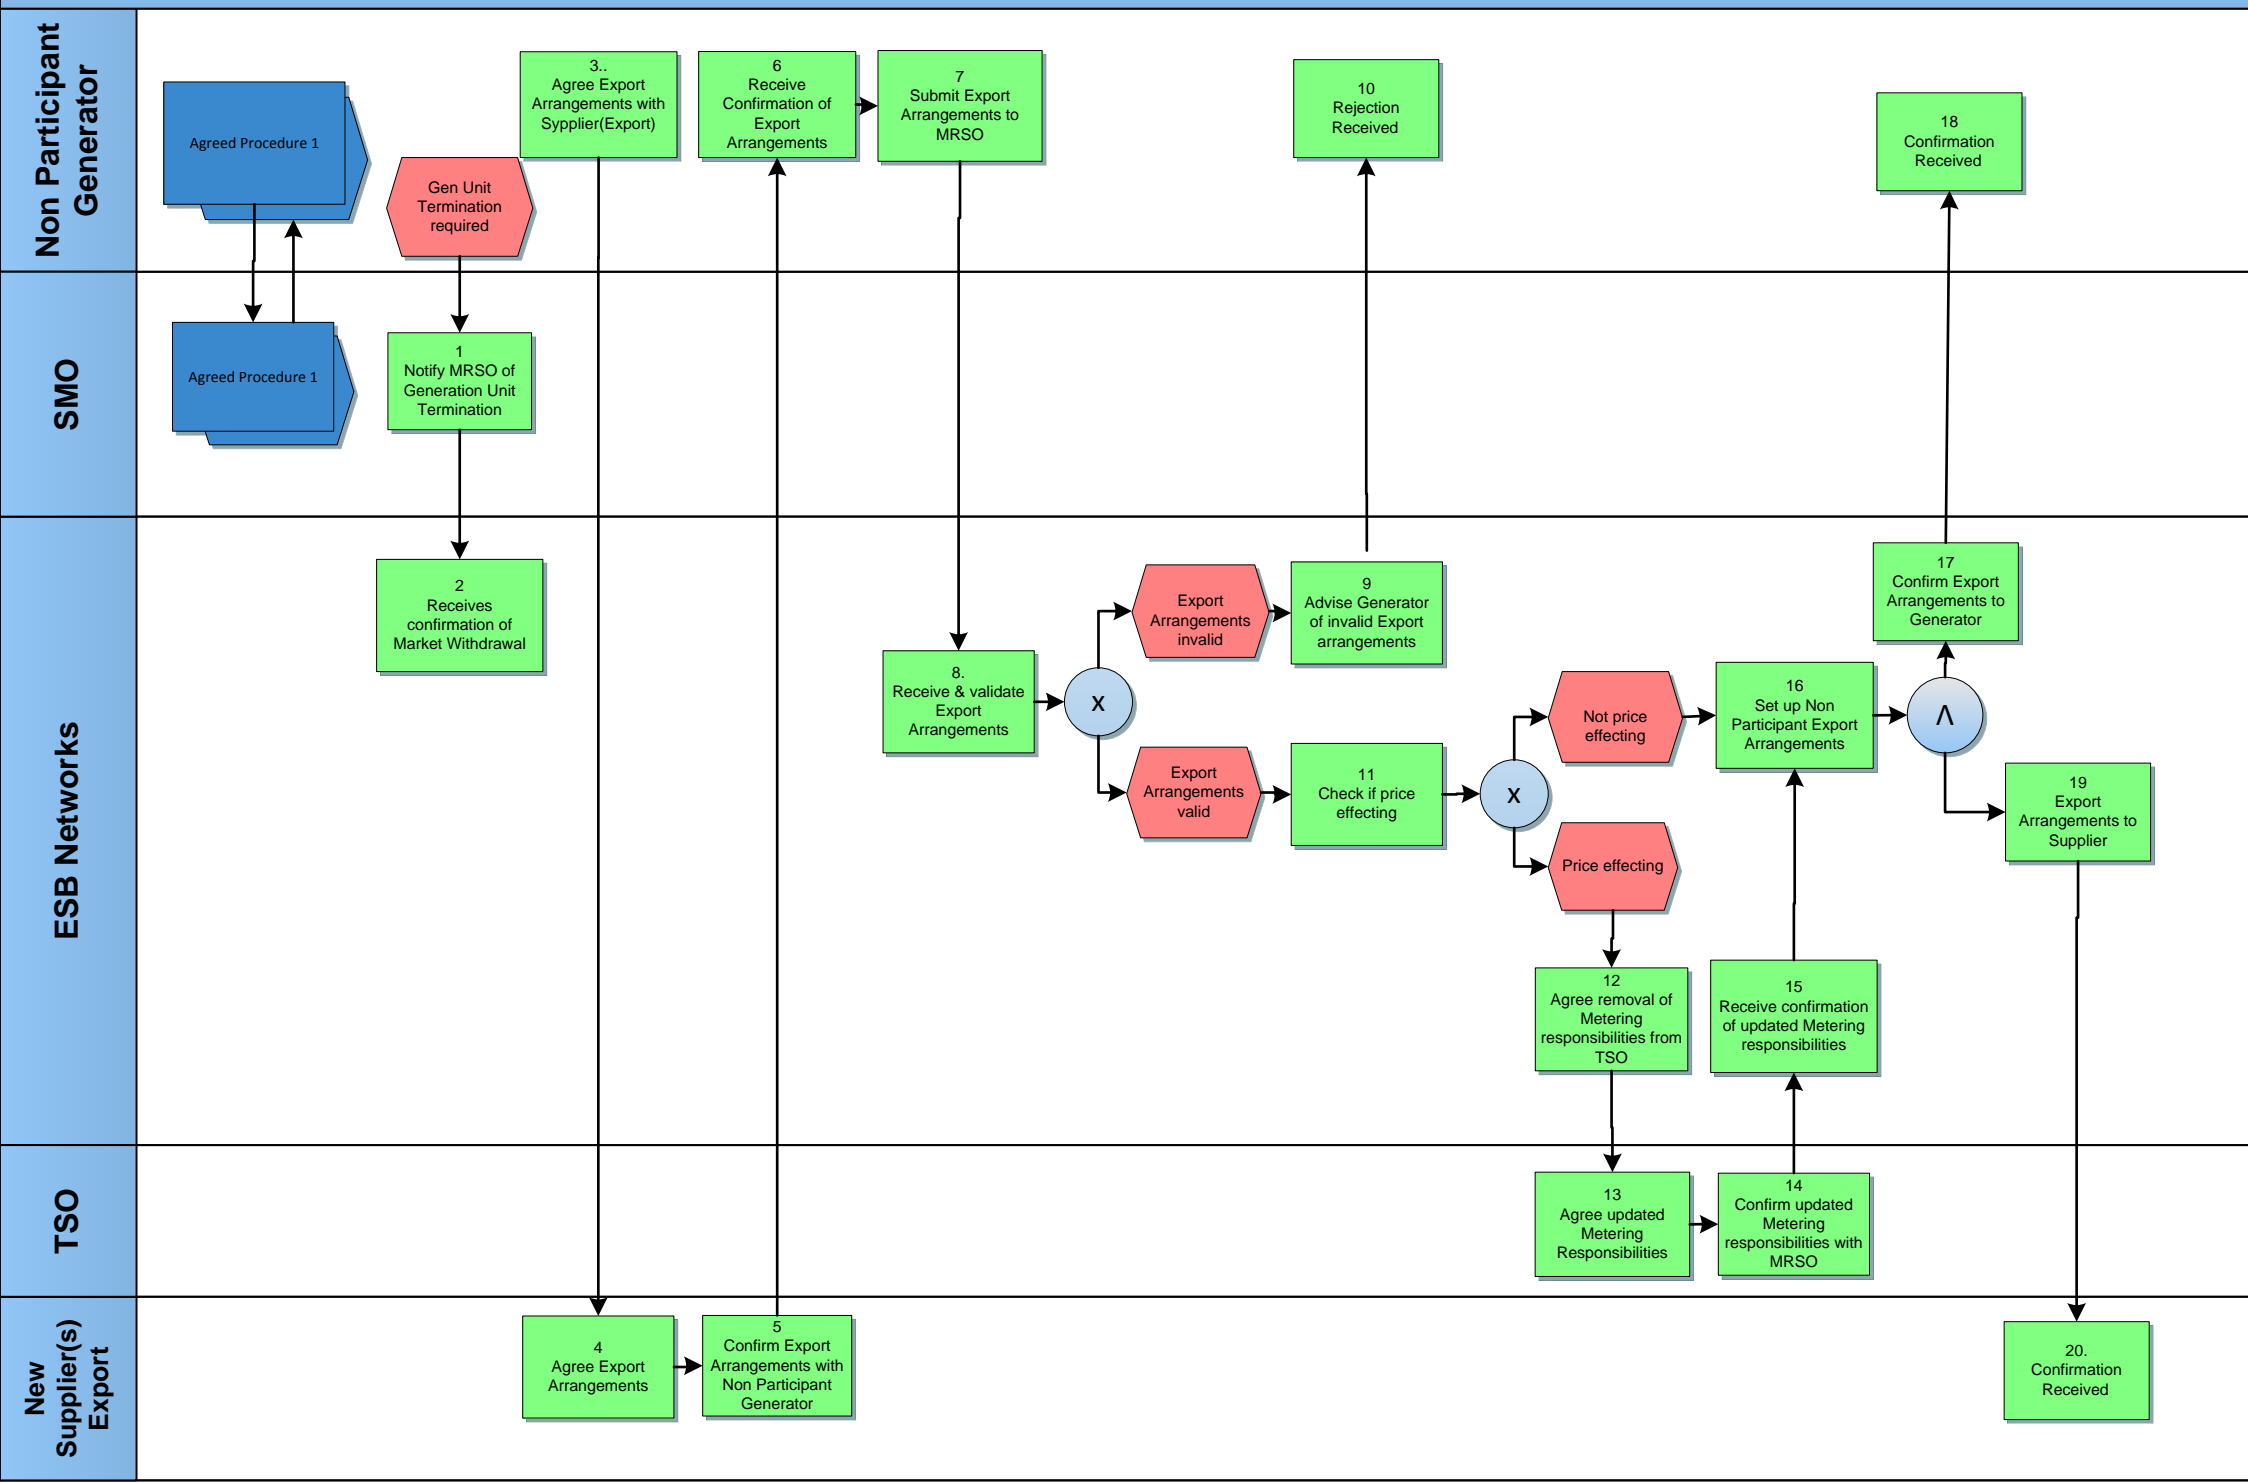 Non Participant
Generator
Agreed Procedure 1
Gen Unit
Termination
required
3..
Agree Export
Arrangements with
Sypplier(Export)
6
Receive
Confirmation of
Export
Arrangements
7
Submit Export
Arrangements to
MRSO
10
Rejection
Received
18
Confirmation
Received
SMO
Agreed Procedure 1
1
Notify MRSO of
Generation Unit
Termination
ESB Networks
2
Receives
confirmation of
Market Withdrawal
8.
Receive & validate
Export
Arrangements
X
Export
Arrangements
invalid
9
Advise Generator
of invalid Export
arrangements
Export
Arrangements
valid
11
Check if price
effecting
X
Not price
effecting
Price effecting
12
Agree removal of
Metering
responsibilities from
TSO
15
Receive confirmation
of updated Metering
responsibilities
16
Set up Non
Participant Export
Arrangements
Λ
17
Confirm Export
Arrangements to
Generator
19
Export
Arrangements to
Supplier
TSO
13
Agree updated
Metering
Responsibilities
14
Confirm updated
Metering
responsibilities with
MRSO
New
Supplier(s)
Export
4
Agree Export
Arrangements
5
Confirm Export
Arrangements with
Non Participant
Generator
20.
Confirmation
Received